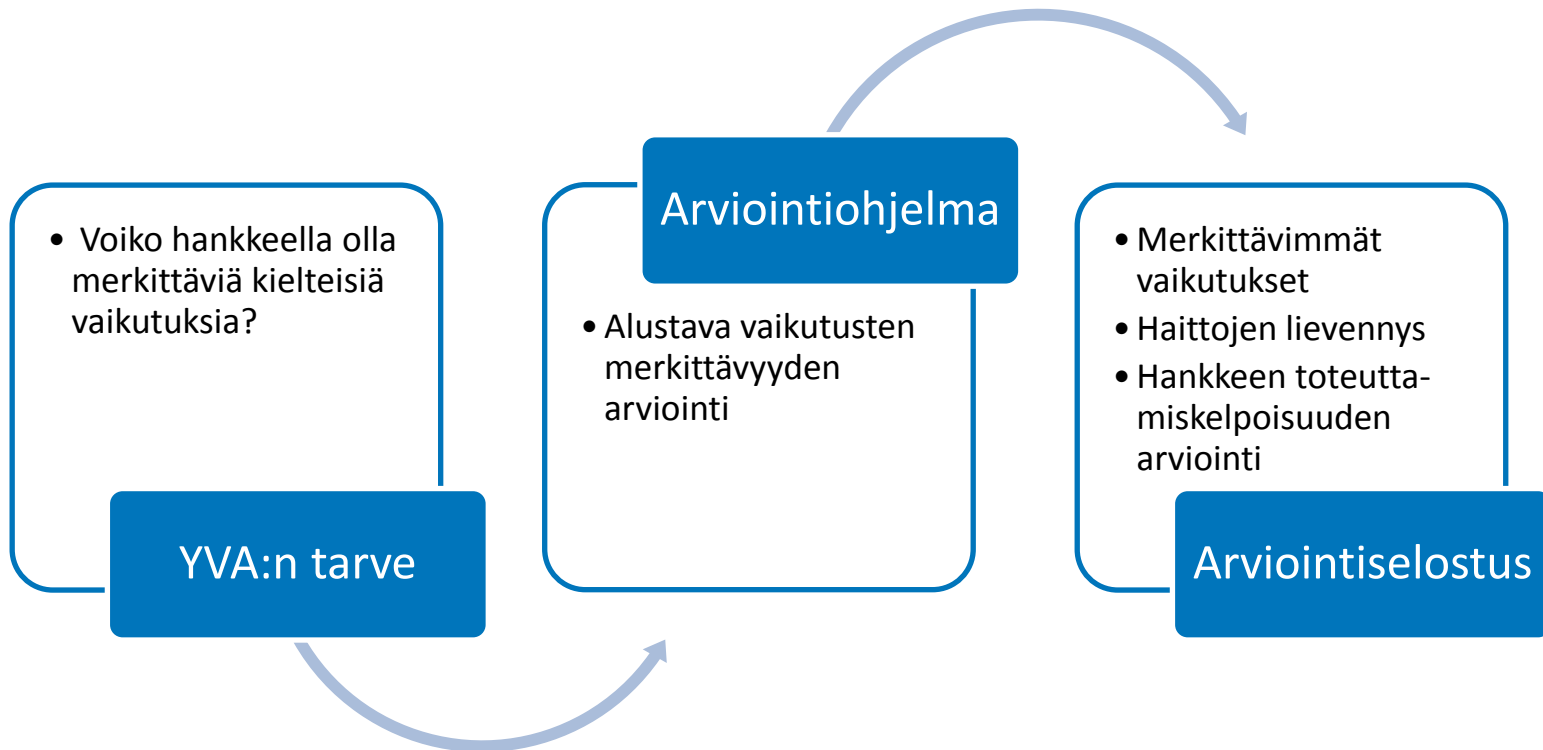 • Voiko hankkeella olla
merkittäviä kielteisiä
vaikutuksia?
YVA:n tarve
Arviointiohjelma
• Alustava vaikutusten
merkittävyyden
arviointi
• Merkittävimmät
vaikutukset
• Haittojen lievennys
• Hankkeen toteutta-
miskelpoisuuden
arviointi
Arviointiselostus